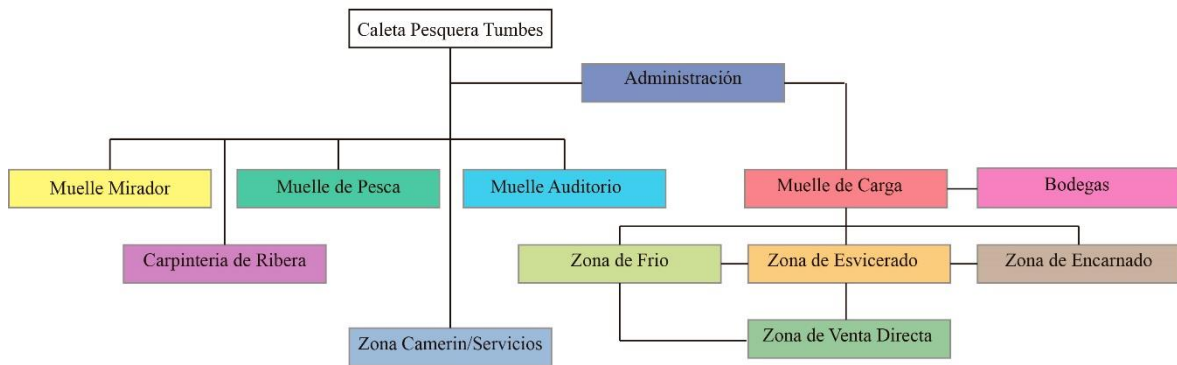 Caleta Pesquera Tumbes
Administración
Muelle Mirador
Muelle de Pesca
Muelle Auditorio
Muelle de Carga
Bodegas
Carpinteria de Ribera
Zona de Frio
Zona de Esvicerado
Zona de Encarnado
Zona Camerin/Servicios
Zona de Venta Directa